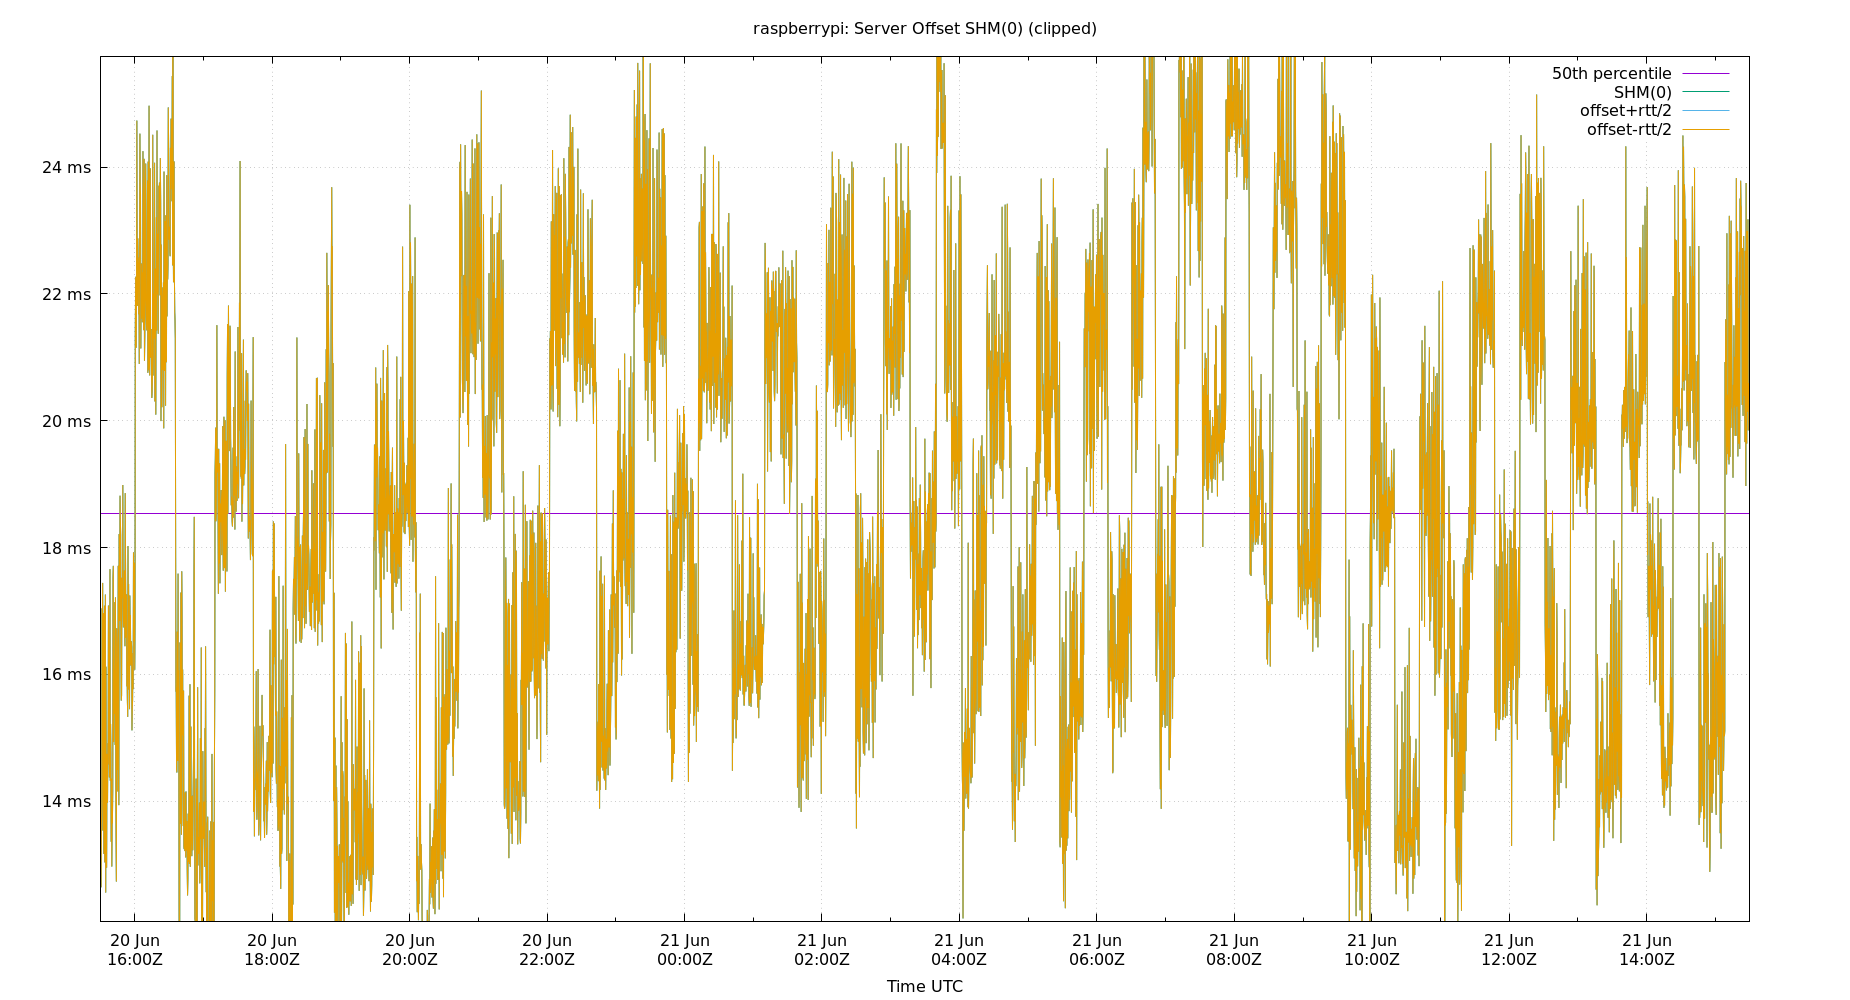 raspberrypi: Server Offset SHM(0) (clipped)
50th percentile
SHM(0)
offset+rtt/2
offset-rtt/2
24 ms
22 ms
20 ms
18 ms
16 ms
14 ms
20 Jun 20 Jun 20 Jun 20 Jun 21 Jun 21 Jun 21 Jun 21 Jun 21 Jun 21 Jun 21 Jun 21 Jun
16:00Z 18:00Z 20:00Z 22:00Z 00:00Z 02:00Z 04:00Z 06:00Z 08:00Z 10:00Z 12:00Z 14:00Z
Time UTC